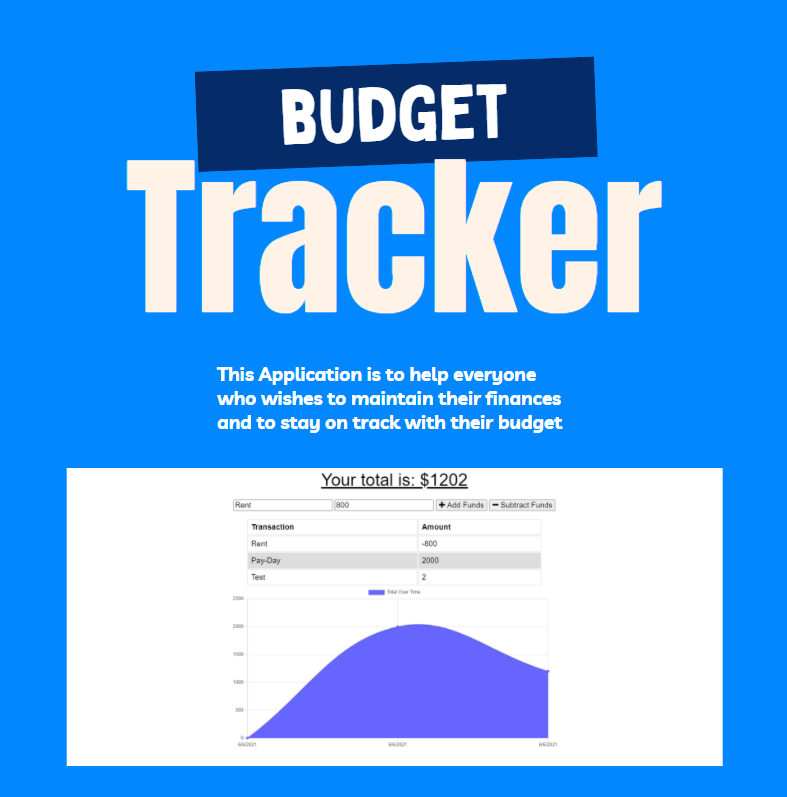 BUDGET
Tracker
This Application is to help everyone
who wishes to maintain their finances
and to stay on track with their budget
Your total is: $1202
Rent 800 + Add Funds − Subtract Funds
Transaction Amount
Rent -800
Pay-Day 2000
Test 2
Total Over Time
2500
2000
1500
1000
500
0
6/6/2021 6/6/2021 6/6/2021